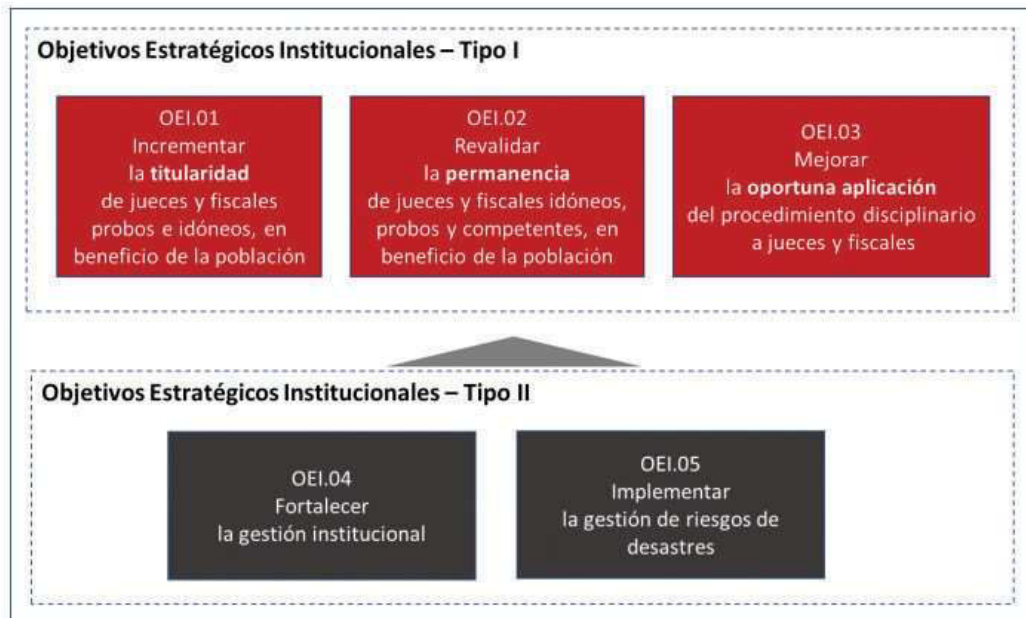 Objetivos Estratégicos Institucionales – Tipo I
OEI.01
Incrementar
la titularidad
de jueces y fiscales
probos e idóneos, en
beneficio de la población
OEI.02
Revalidar
la permanencia
de jueces y fiscales idóneos,
probos y competentes, en
beneficio de la población
OEI.03
Mejorar
la oportuna aplicación
del procedimiento disciplinario
a jueces y fiscales
Objetivos Estratégicos Institucionales – Tipo II
OEI.04
Fortalecer
la gestión institucional
OEI.05
Implementar
la gestión de riesgos de
desastres